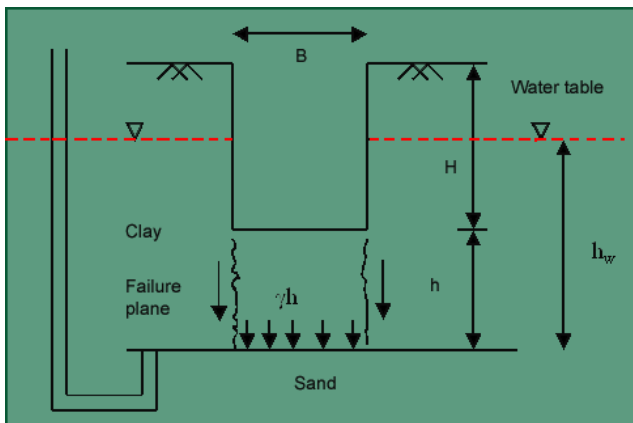 B
Water table
H
Clay
h_w
Failure
plane
γh
h
Sand